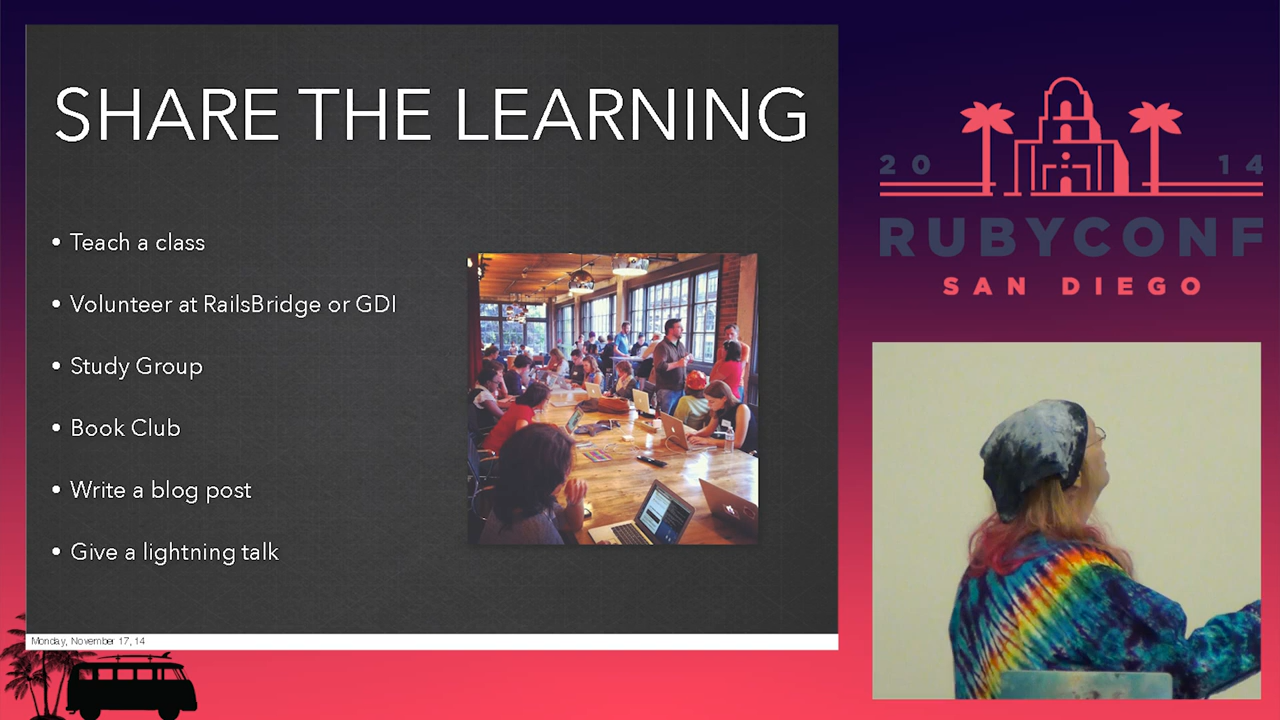 SHARE THE LEARNING
• Teach a class
• Volunteer at RailsBridge or GDI
• Study Group
• Book Club
• Write a blog post
• Give a lightning talk
Monday, November 17, 14
20 14
RUBYCONF
SAN DIEGO